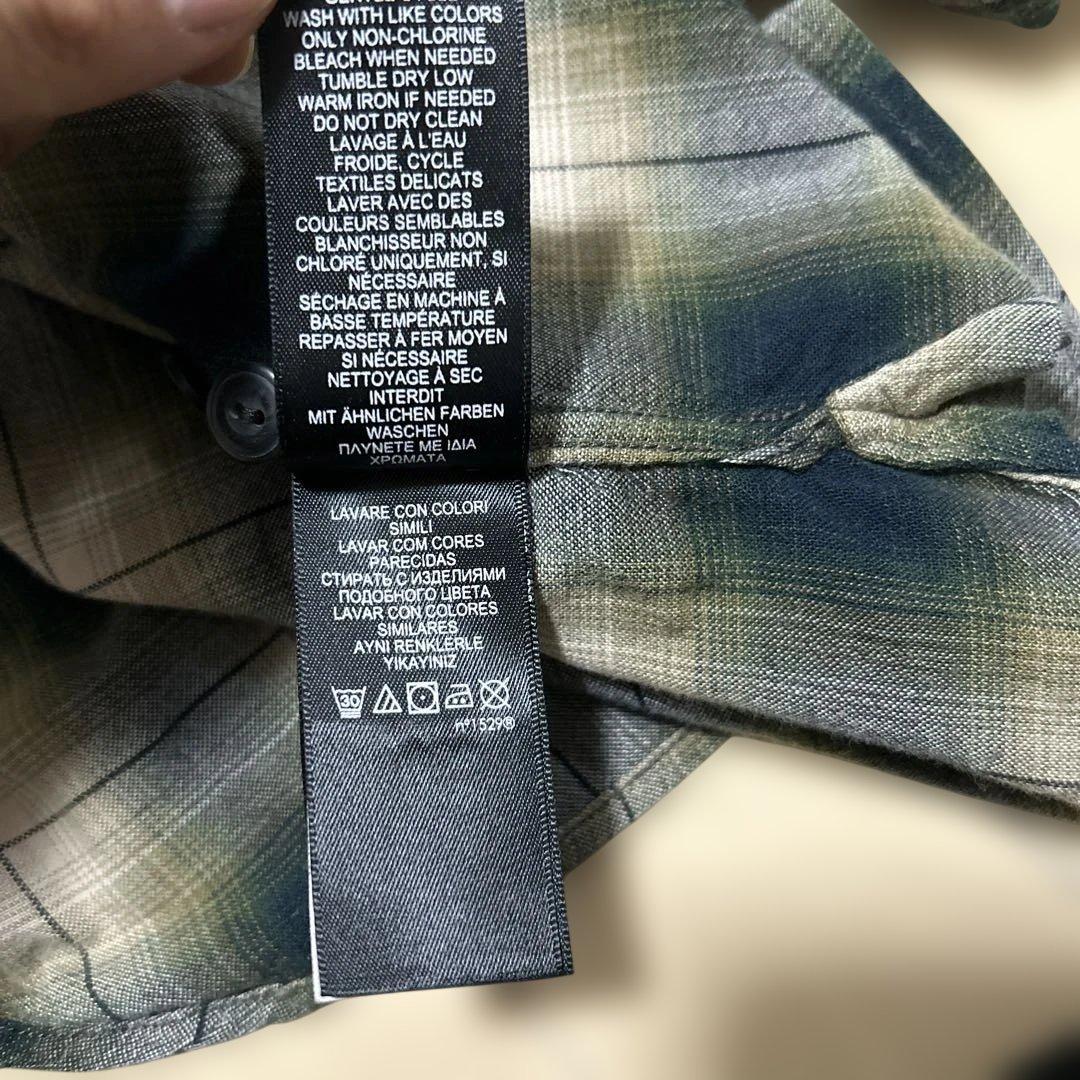 WASH WITH LIKE COLORS
ONLY NON-CHLORINE
BLEACH WHEN NEEDED
TUMBLE DRY LOW
WARM IRON IF NEEDED
DO NOT DRY CLEAN
LAVAGE À L'EAU
FROIDE, CYCLE
TEXTILES DELICATS
LAVER AVEC DES
COULEURS SEMBLABLES
BLANCHISSEUR NON
CHLORÉ UNIQUEMENT, SI
NÉCESSAIRE
SÉCHAGE EN MACHINE À
BASSE TEMPÉRATURE
REPASSER À FER MOYEN
SI NÉCESSAIRE
NETTOYAGE À SEC
INTERDIT
MIT ÄHNLICHEN FARBEN
WASCHEN
ΠΛΥΝΕΤΕ ΜΕ ΙΔΙΑ
ΧΡΩΜΑΤΑ
LAVARE CON COLORI
SIMILI
LAVAR COM CORES
PARECIDAS
СТИРАТЬ С ИЗДЕЛИЯМИ
ПОДОБНОГО ЦВЕТА
LAVAR CON COLORES
SIMILARES
AYNI RENKLERLE
YIKAYINIZ
30
nº1529®